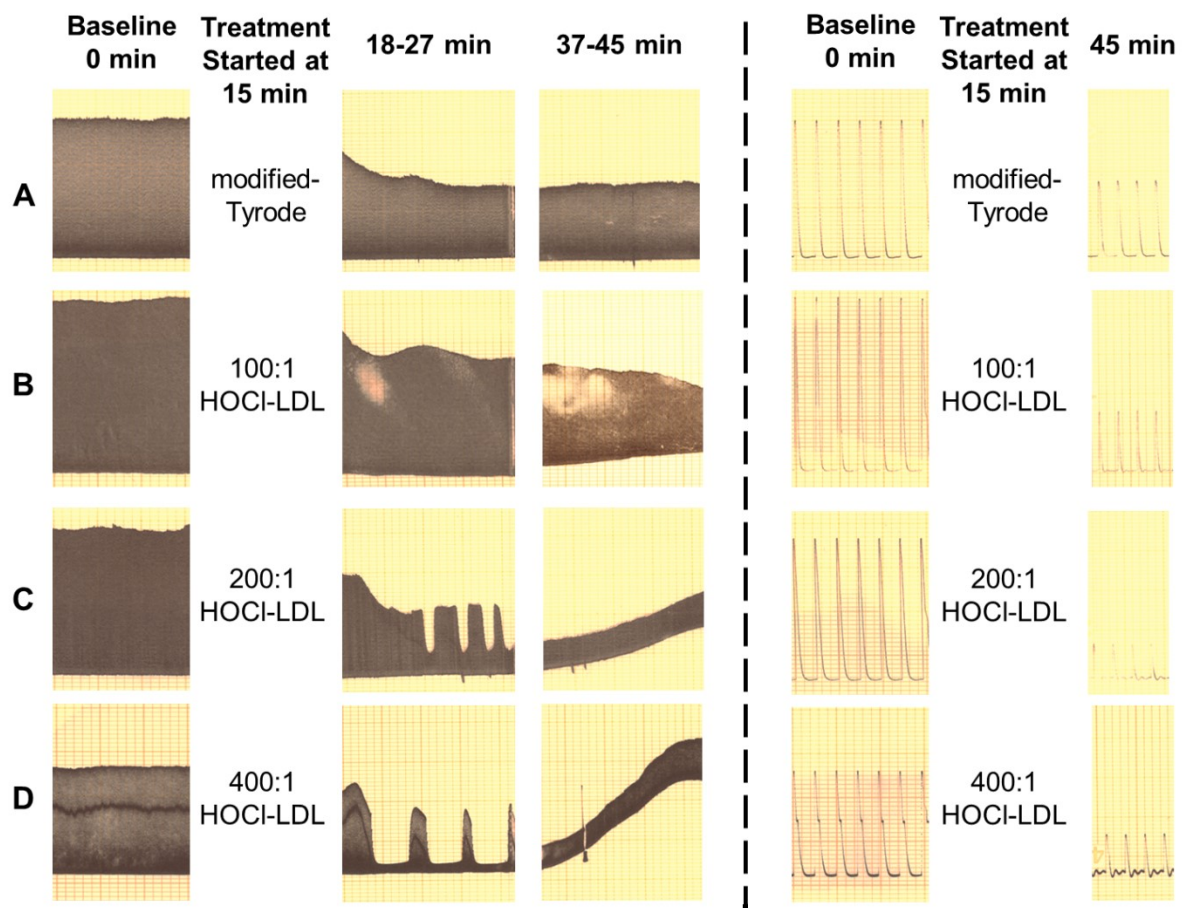 Baseline
0 min
Treatment
Started at
15 min
18-27 min
37-45 min
Baseline
0 min
Treatment
Started at
15 min
45 min
A
modified-
Tyrode
modified-
Tyrode
B
100:1
HOCl-LDL
100:1
HOCl-LDL
C
200:1
HOCl-LDL
200:1
HOCl-LDL
D
400:1
HOCl-LDL
400:1
HOCl-LDL